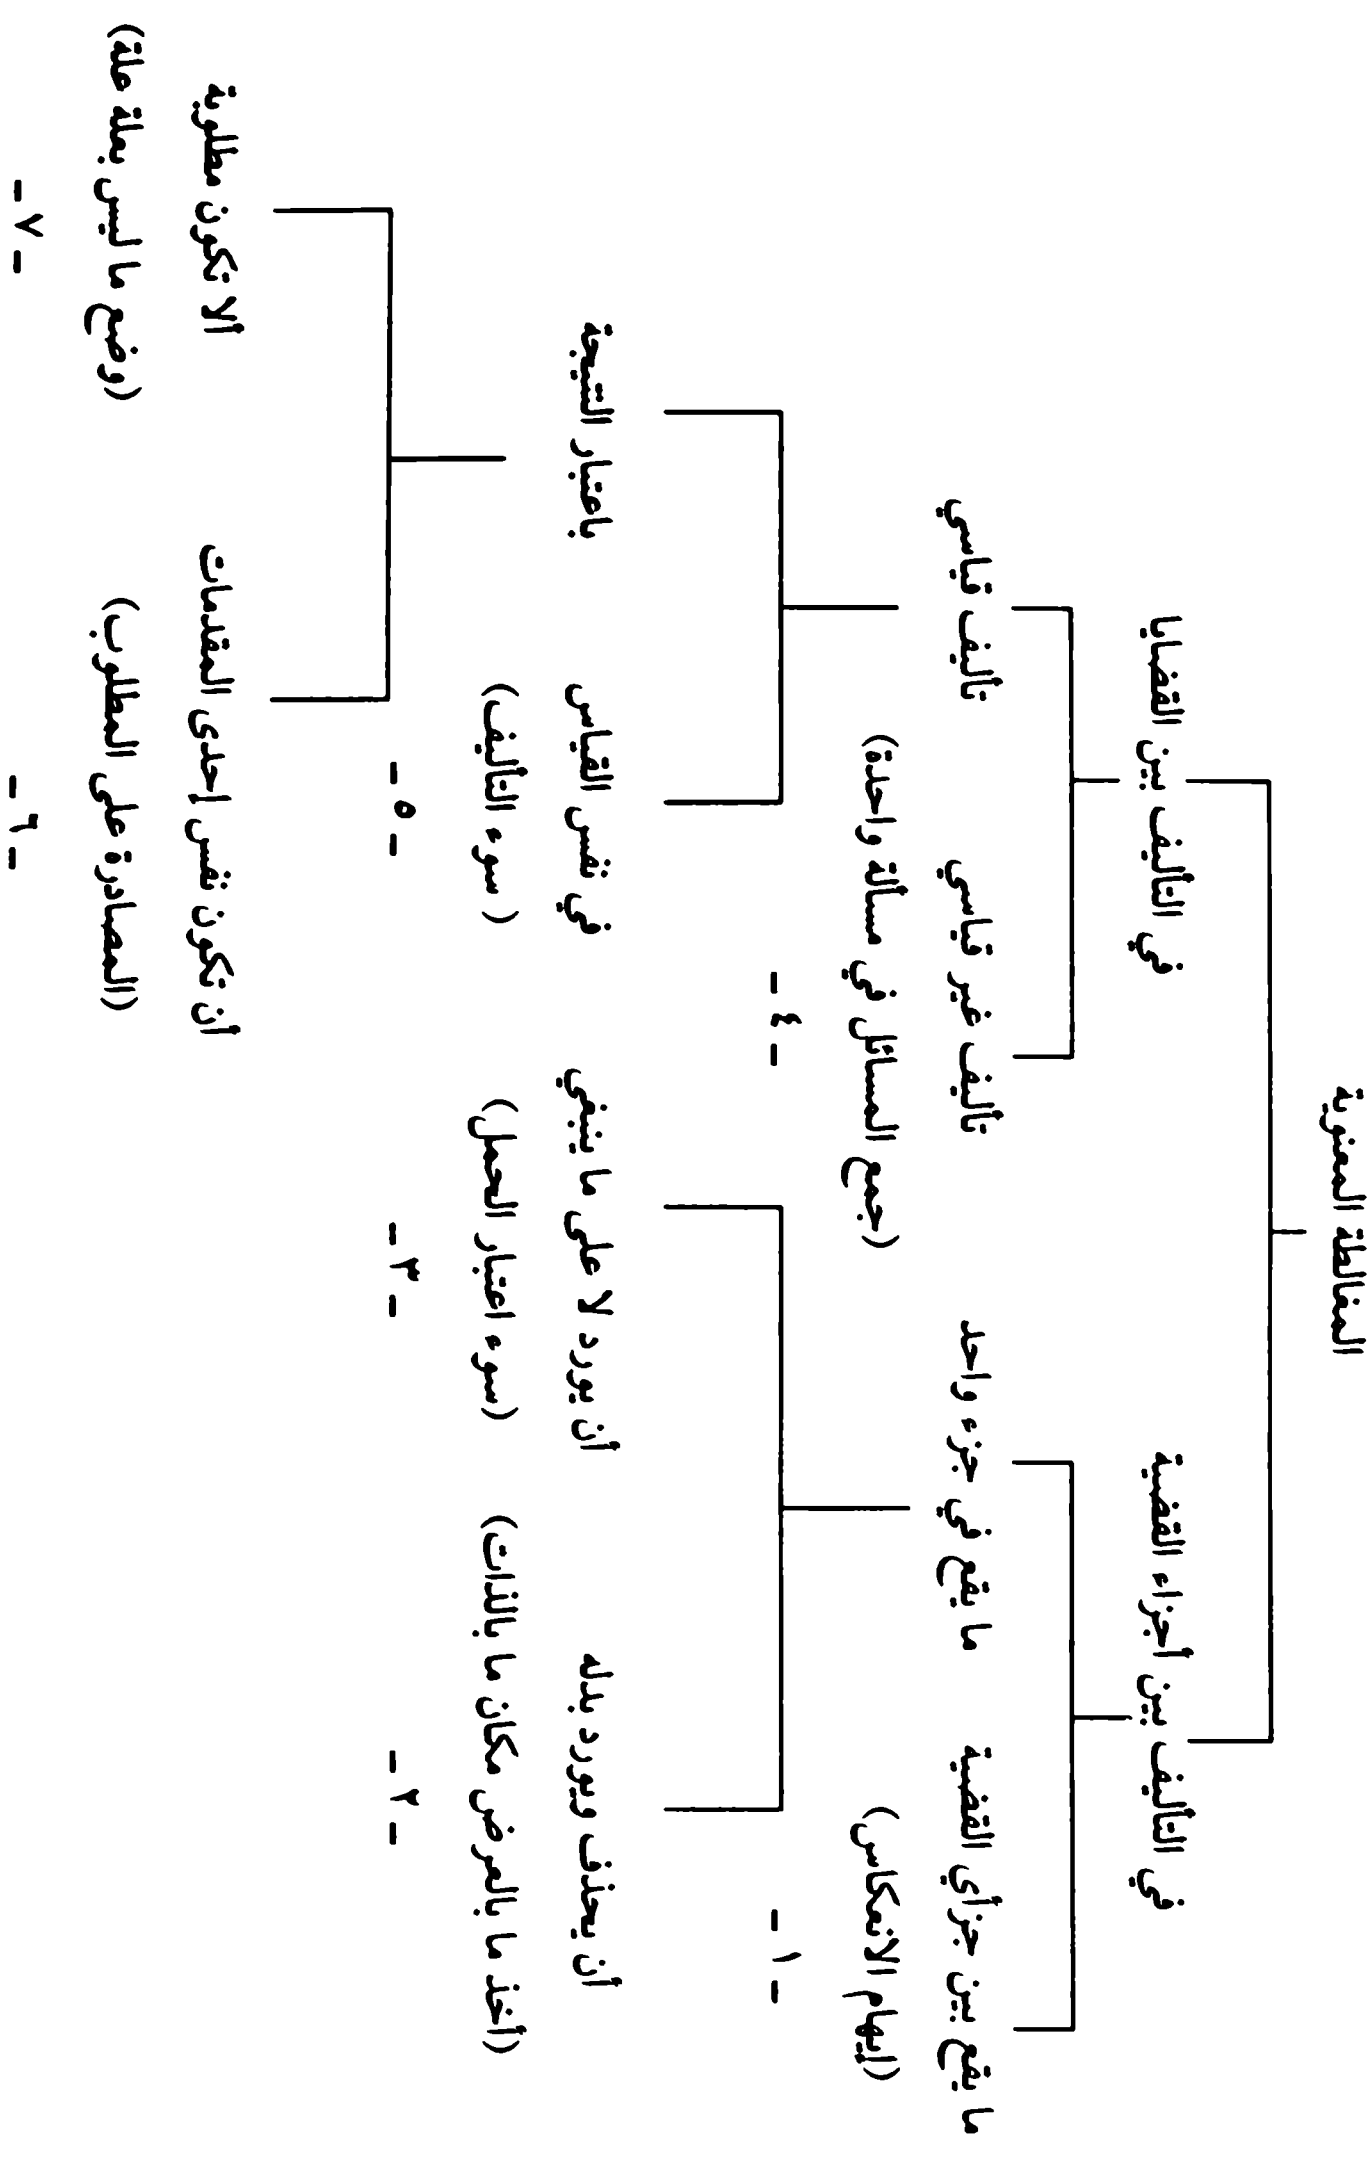 المغالطة المعنوية
في التأليف بين أجزاء القضية
في التأليف بين القضايا
ما يقع بين جزأي القضية
(إيهام الانعكاس)
- ١ -
ما يقع في جزء واحد
تأليف غير قياسي
(جمع المسائل في مسألة واحدة)
- ٤ -
تأليف قياسي
أن يحذف ويورد بدله
(أخذ ما بالعرض مكان ما بالذات)
- ٢ -
أن يورد لا على ما ينبغي
(سوء اعتبار الحمل)
- ٣ -
في نفس القياس
(سوء التأليف)
- ٥ -
باعتبار النتيجة
أن تكون نفس إحدى المقدمات
(المصادرة على المطلوب)
- ٦ -
ألا تكون مطلوبة
(وضع ما ليس بعلة علة)
- ٧ -